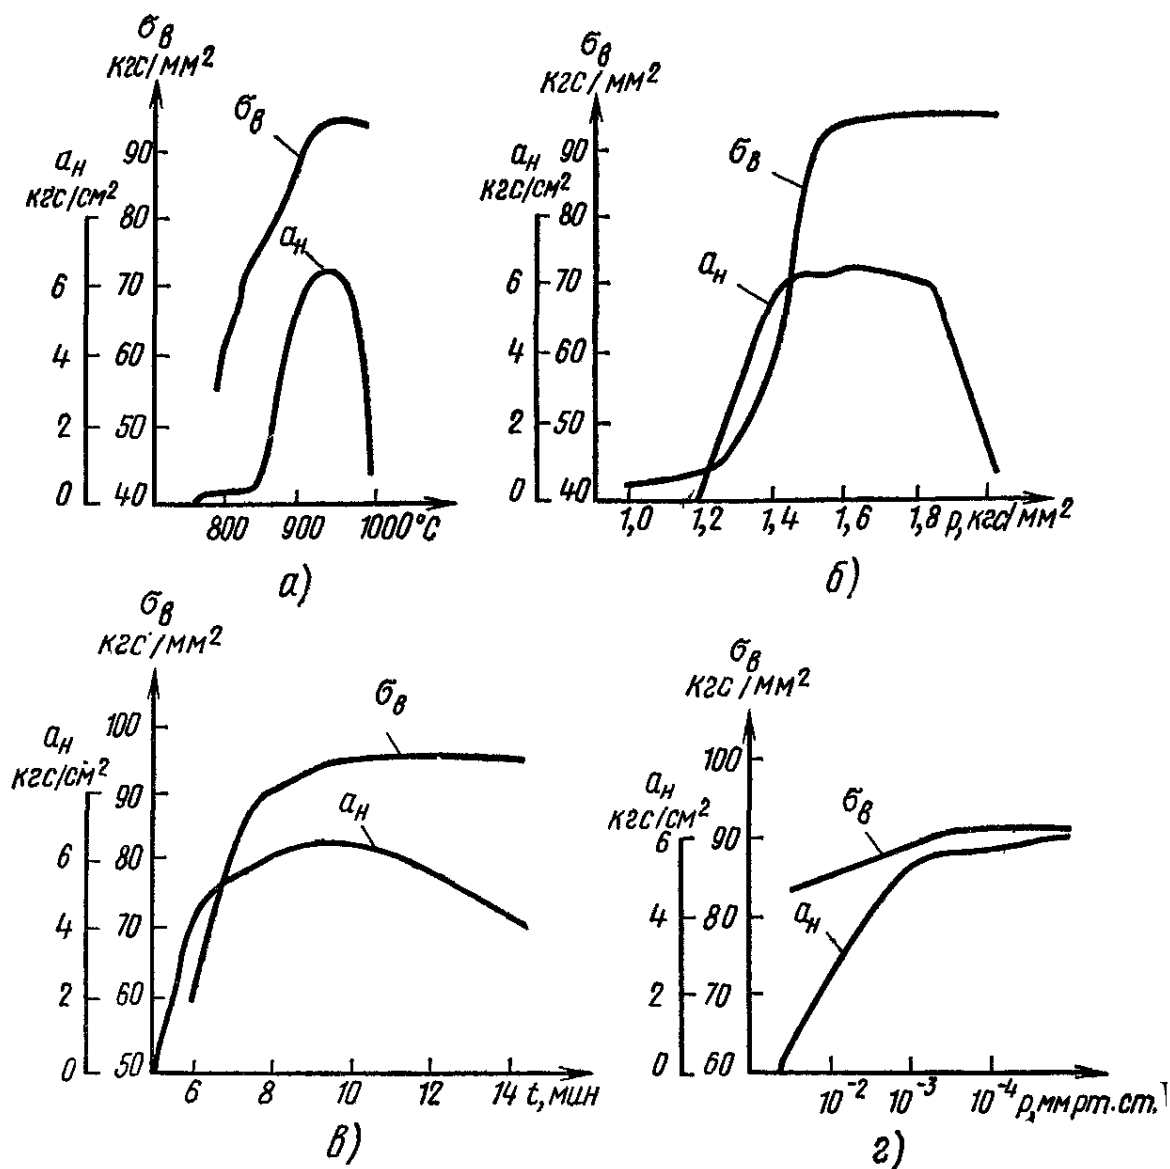 σв
кгс/мм²
σв
aн
кгс/см²
aн
90
80
6
70
4
60
2
50
0
40
800
900
1000°С
а)
σв
кгс/мм²
aн
кгс/см²
σв
aн
90
80
6
70
4
60
2
50
0
40
1,0
1,2
1,4
1,6
1,8
р, кгс/мм²
б)
σв
кгс/мм²
σв
100
aн
кгс/см²
90
aн
6
80
4
70
2
60
0
50
6
8
10
12
14
t, мин
в)
σв
кгс/мм²
100
aн
кгс/см²
σв
6
90
4
80
aн
2
70
0
60
10⁻²
10⁻³
10⁻⁴
р, мм рт. ст.
г)